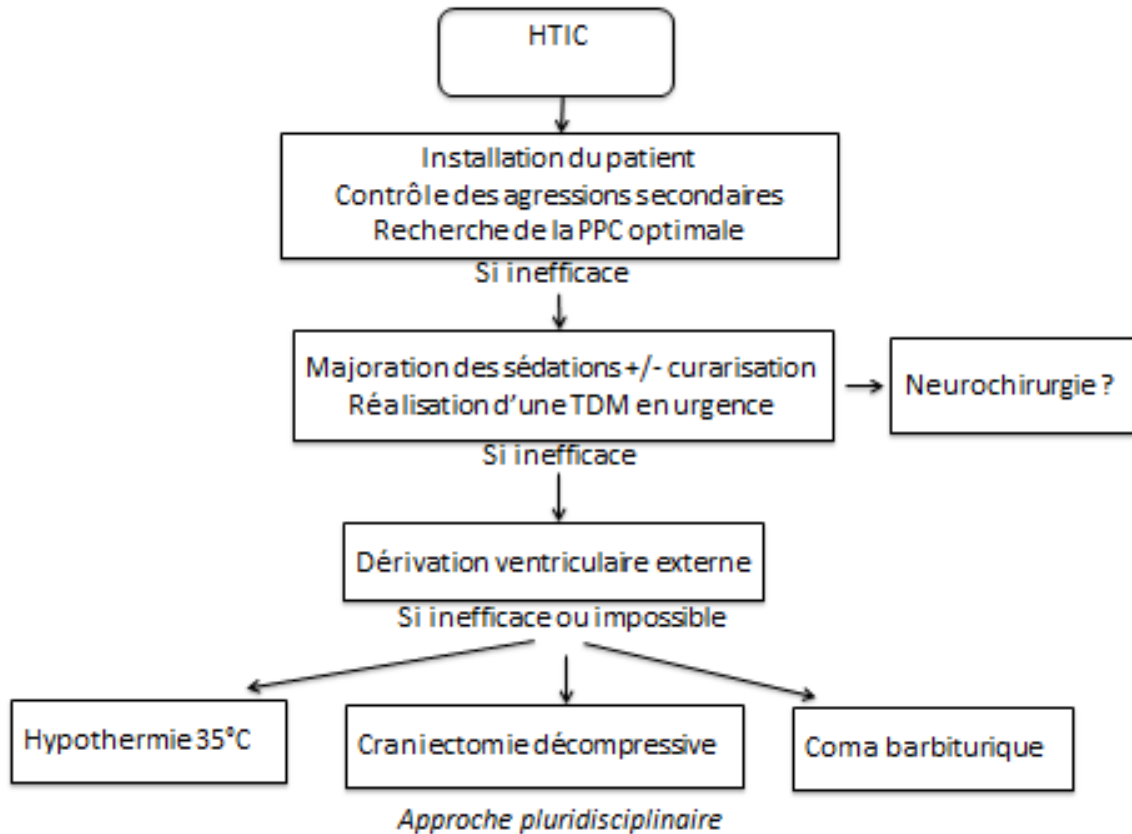 HTIC
Installation du patient
Contrôle des agressions secondaires
Recherche de la PPC optimale
Si inefficace
Majoration des sédations +/- curarisation
Réalisation d'une TDM en urgence
Neurochirurgie ?
Si inefficace
Dérivation ventriculaire externe
Si inefficace ou impossible
Hypothermie 35°C
Craniectomie décompressive
Coma barbiturique
Approche pluridisciplinaire